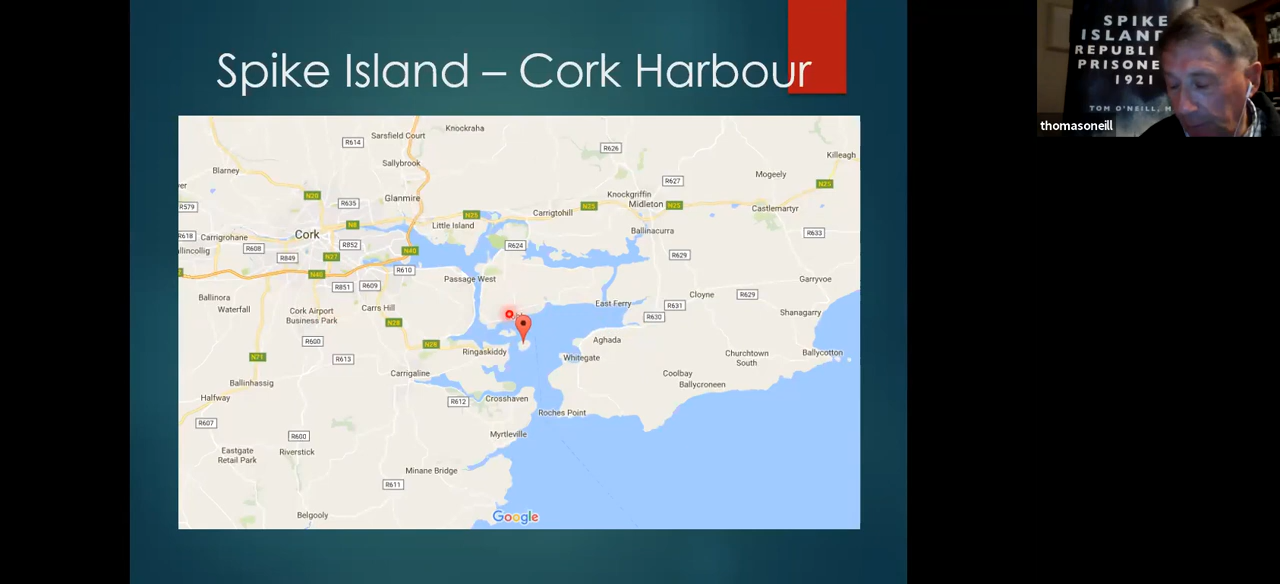 Spike Island – Cork Harbour
SPIKE
ISLAND
REPUBLI
PRISONE
1921
TOM O'NEILL, M
thomasoneill
Knockraha
Sarsfield Court
R614
R626
Sallybrook
Killeagh
Blarney
R627
Mogeely
N25
ver
N20
Knockgriffin
Glanmire
R635
Midleton
N25
N25
R579
Castlemartyr
Carrigtohill
N25
N8
Little Island
Cork
Ballinacurra
R633
R618
Carrigrohane
R852
R624
R608
N40
llincollig
N27
R849
R629
R610
N40
Passage West
Garryvoe
R851
R609
Ballinora
Cloyne
R629
Waterfall
Carrs Hill
East Ferry
R631
Cork Airport
Business Park
Shanagarry
R630
N28
R600
Aghada
N28
Ringaskiddy
Churchtown
South
Ballycotton
R613
N71
Whitegate
Carrigaline
Coolbay
Ballinhassig
Ballycroneen
Halfway
R612
Crosshaven
Roches Point
R607
R600
Myrtleville
Eastgate
Retail Park
Riverstick
Minane Bridge
R611
Belgooly
Google